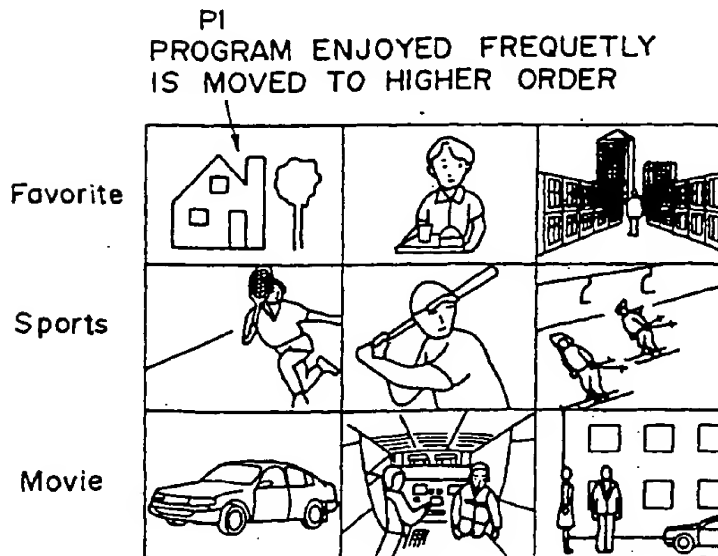 P1
PROGRAM ENJOYED FREQUETLY
IS MOVED TO HIGHER ORDER
Favorite
Sports
Movie